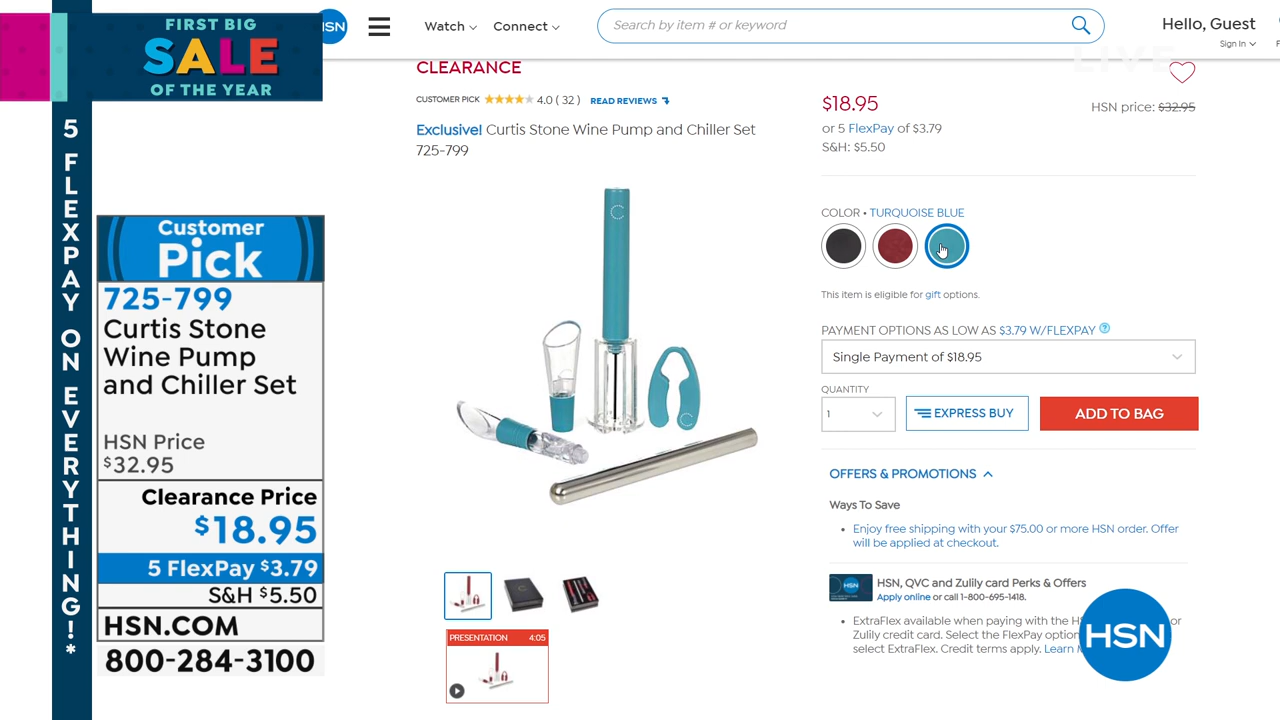 FIRST BIG
SALE
OF THE YEAR
5 FLEXPAY ON EVERYTHING!*
Customer
Pick
725-799
Curtis Stone
Wine Pump
and Chiller Set
HSN Price
$32.95
Clearance Price
$18.95
5 FlexPay $3.79
S&H $5.50
HSN.COM
800-284-3100
HSN
Watch
Connect
Search by item # or keyword
Hello, Guest
Sign In
LIVE
CLEARANCE
CUSTOMER PICK 4.0 ( 32 ) READ REVIEWS
Exclusive! Curtis Stone Wine Pump and Chiller Set
725-799
C
C
PRESENTATION 4:05
$18.95
HSN price: $32.95
or 5 FlexPay of $3.79
S&H: $5.50
COLOR • TURQUOISE BLUE
This item is eligible for gift options.
PAYMENT OPTIONS AS LOW AS $3.79 W/FLEXPAY ?
Single Payment of $18.95
QUANTITY
1
EXPRESS BUY
ADD TO BAG
OFFERS & PROMOTIONS
Ways To Save
• Enjoy free shipping with your $75.00 or more HSN order. Offer
will be applied at checkout.
HSN
HSN, QVC and Zulily card Perks & Offers
Apply online or call 1-800-695-1418.
• ExtraFlex available when paying with the or
Zulily credit card. Select the FlexPay
select ExtraFlex. Credit terms apply. Learn
HSN